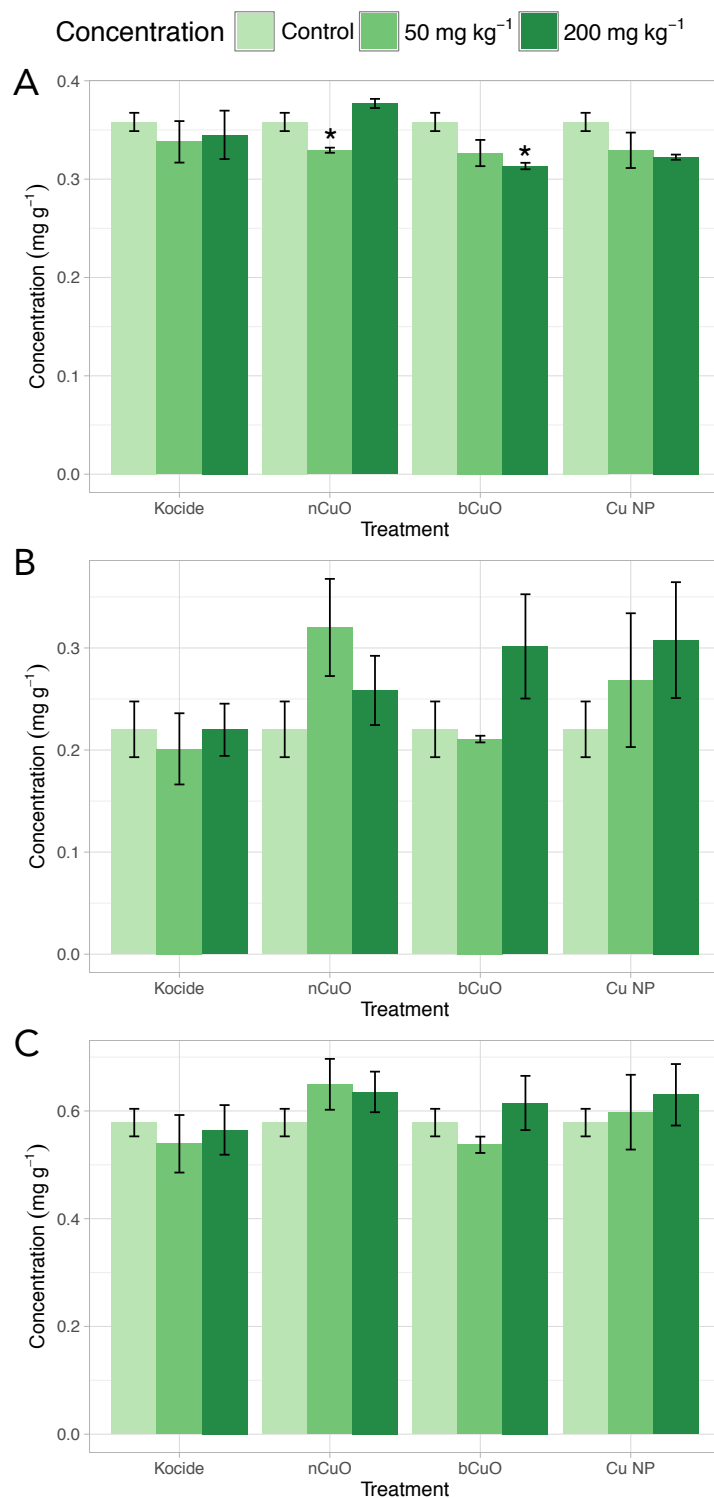 Concentration Control 50 mg kg⁻¹ 200 mg kg⁻¹
A
0.4
0.3
0.2
0.1
0.0
Concentration (mg g⁻¹)
* *
Kocide nCuO bCuO Cu NP
Treatment
B
0.3
0.2
0.1
0.0
Concentration (mg g⁻¹)
Kocide nCuO bCuO Cu NP
Treatment
C
0.6
0.4
0.2
0.0
Concentration (mg g⁻¹)
Kocide nCuO bCuO Cu NP
Treatment